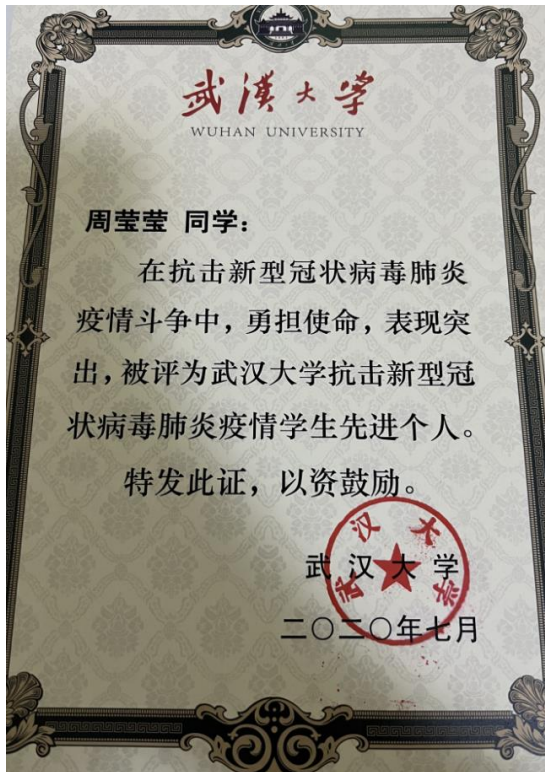 武漢大学
WUHAN UNIVERSITY
周莹莹 同学：
在抗击新型冠状病毒肺炎
疫情斗争中，勇担使命，表现突
出，被评为武汉大学抗击新型冠
状病毒肺炎疫情学生先进个人。
特发此证，以资鼓励。
武汉大学
武汉大学
二〇二〇年七月